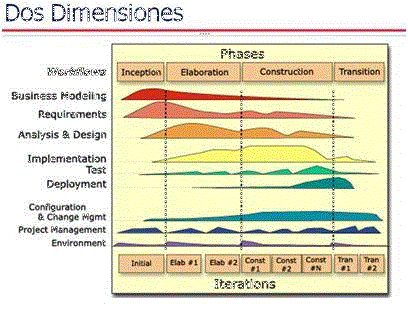 Dos Dimensiones
Phases
Workflows Inception Elaboration Construction Transition
Business Modeling
Requirements
Analysis & Design
Implementation
Test
Deployment
Configuration
& Change Mgmt
Project Management
Environment
Initial Elab #1 Elab #2 Const #1 Const #2 Const #N Tran #1 Tran #2
Iterations